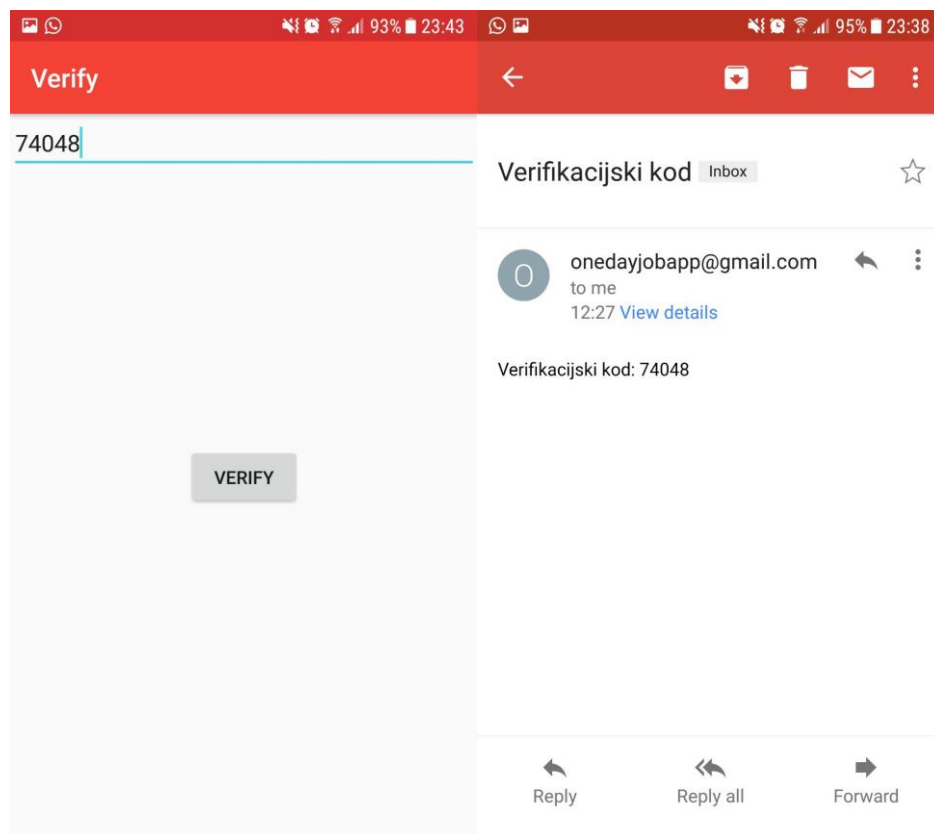 93% 23:43
Verify
74048
VERIFY
95% 23:38
Verifikacijski kod Inbox
O
onedayjobapp@gmail.com
to me
12:27 View details
Verifikacijski kod: 74048
Reply Reply all Forward